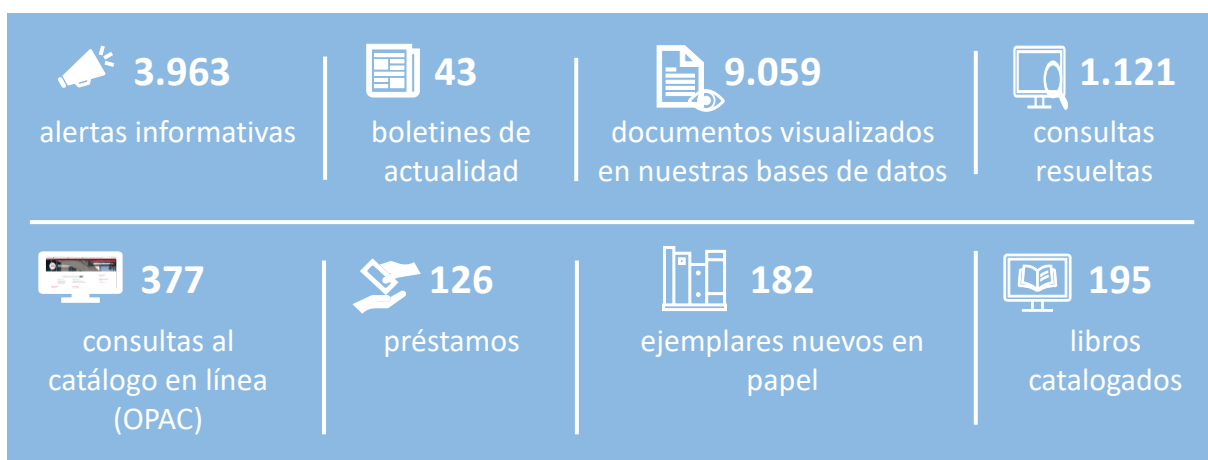 3.963
alertas informativas
43
boletines de
actualidad
9.059
documentos visualizados
en nuestras bases de datos
1.121
consultas
resueltas
377
consultas al
catálogo en línea
(OPAC)
126
préstamos
182
ejemplares nuevos en
papel
195
libros
catalogados